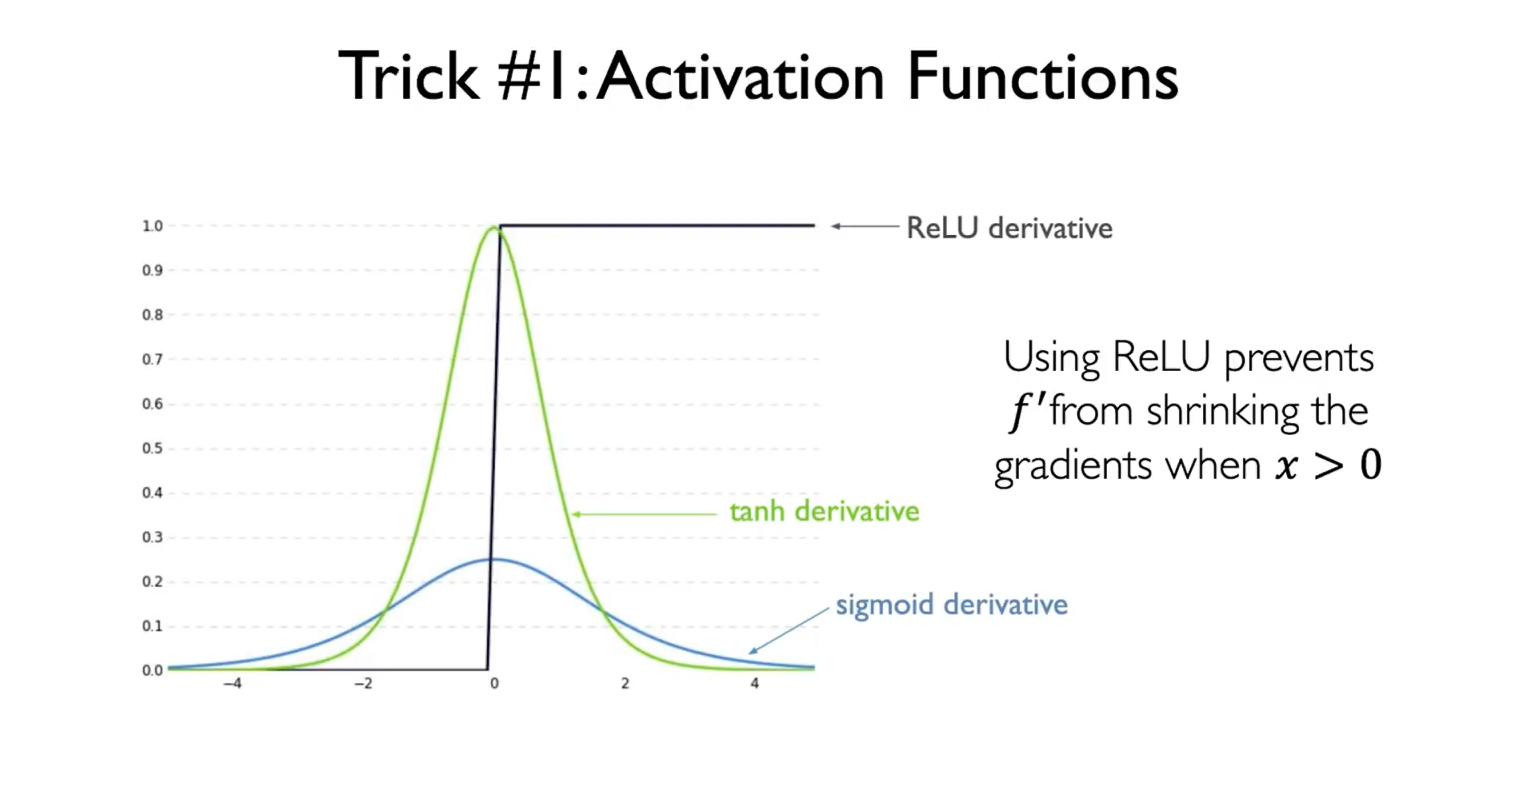 Trick #1: Activation Functions
1.0
0.9
0.8
0.7
0.6
0.5
0.4
0.3
0.2
0.1
0.0
−4
−2
0
2
4
ReLU derivative
tanh derivative
sigmoid derivative
Using ReLU prevents
f′ from shrinking the
gradients when x > 0